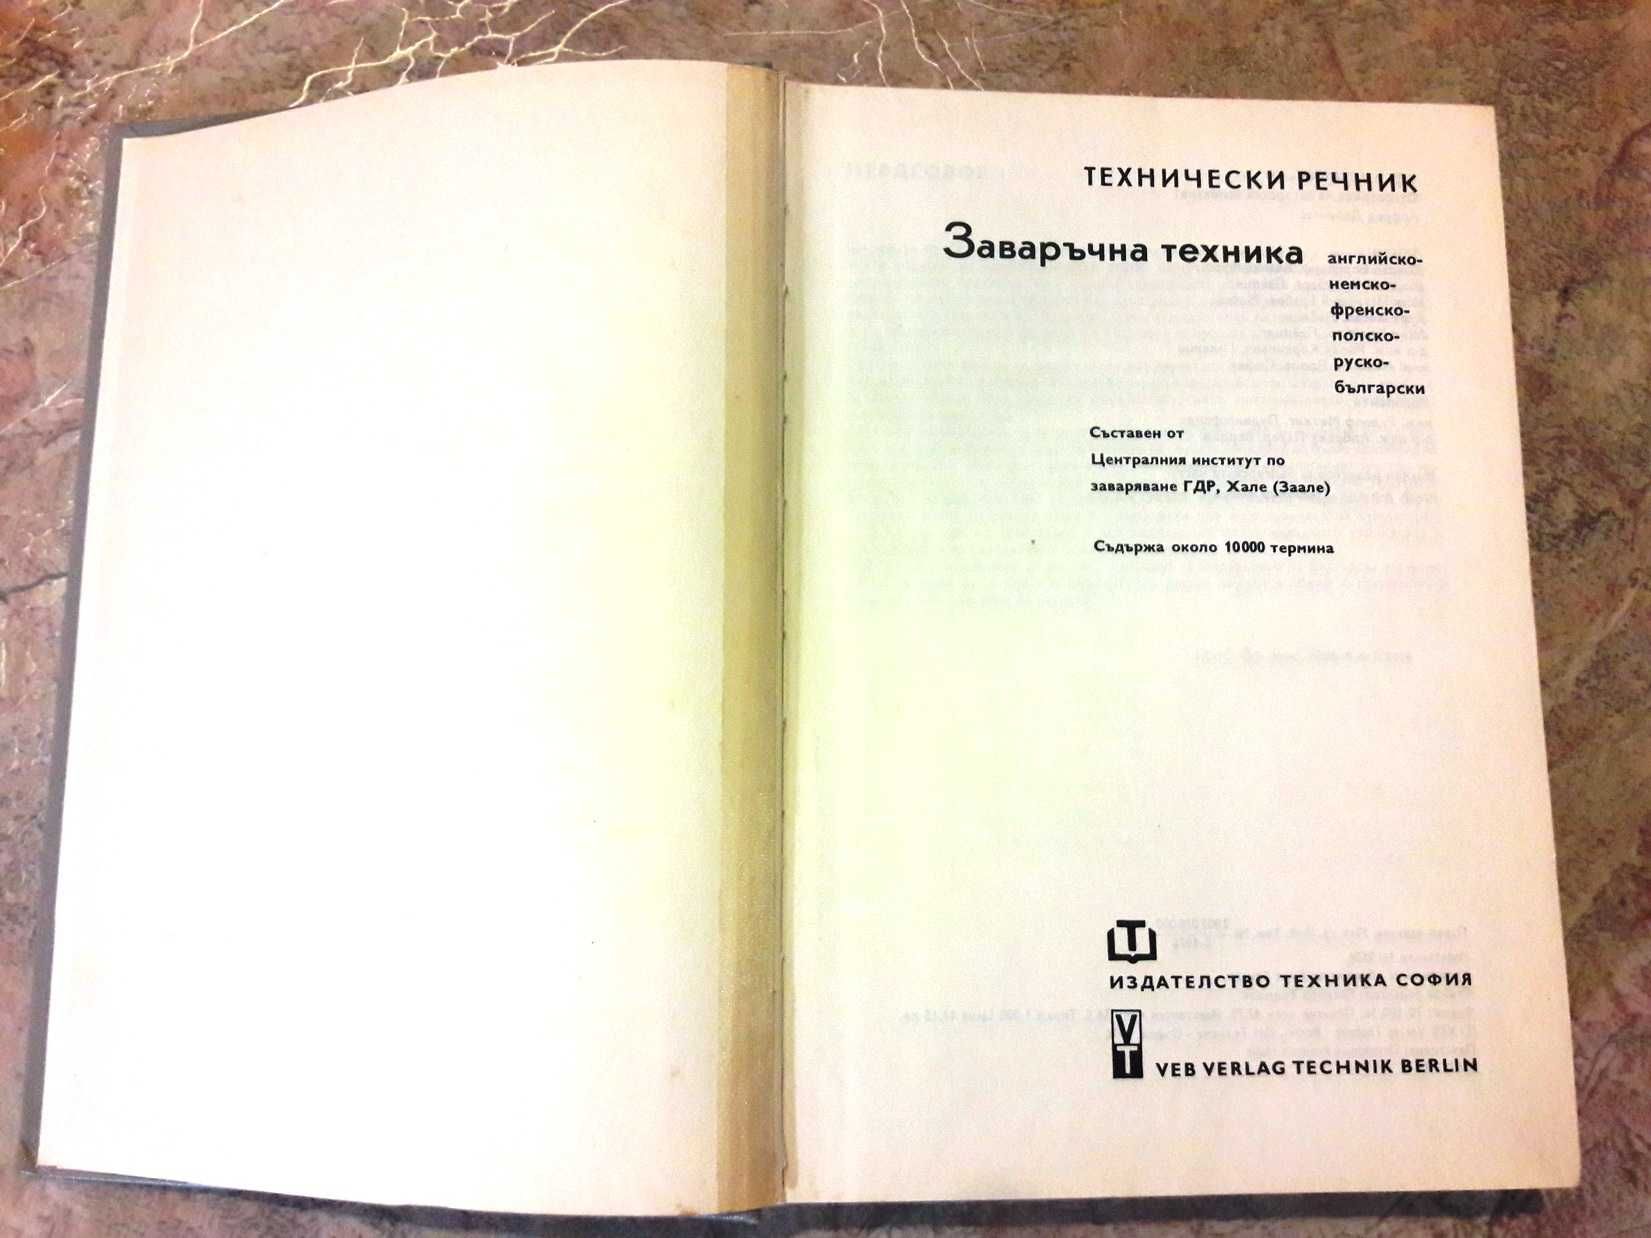 ТЕХНИЧЕСКИ РЕЧНИК
Заваръчна техника
английско-
немско-
френско-
полско-
руско-
български
Съставен от
Централния институт по
заваряване ГДР, Хале (Заале)
Съдържа около 10000 термина
Т
ИЗДАТЕЛСТВО ТЕХНИКА СОФИЯ
V
T
VEB VERLAG TECHNIK BERLIN